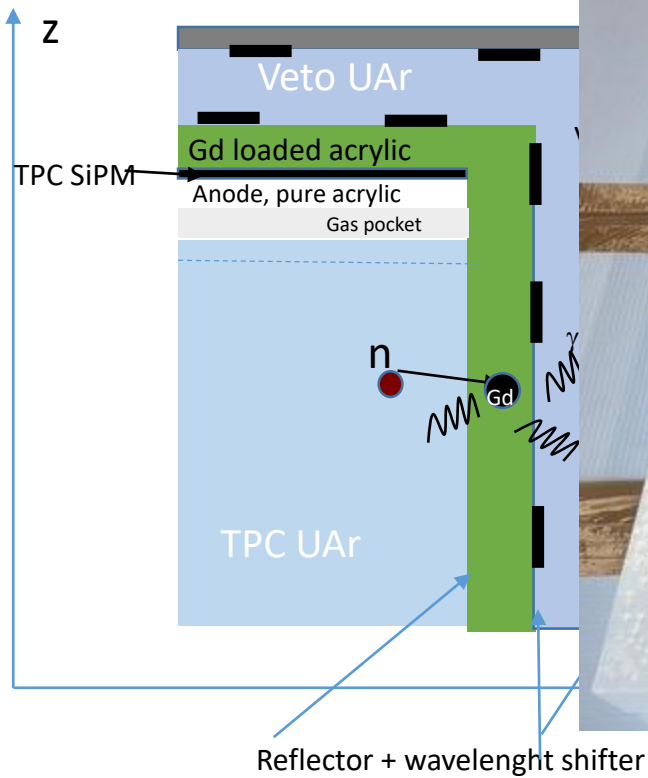 z
Veto UAr
Gd loaded acrylic
TPC SiPM
Anode, pure acrylic
Gas pocket
n
γ
Gd
TPC UAr
Reflector + wavelenght shifter